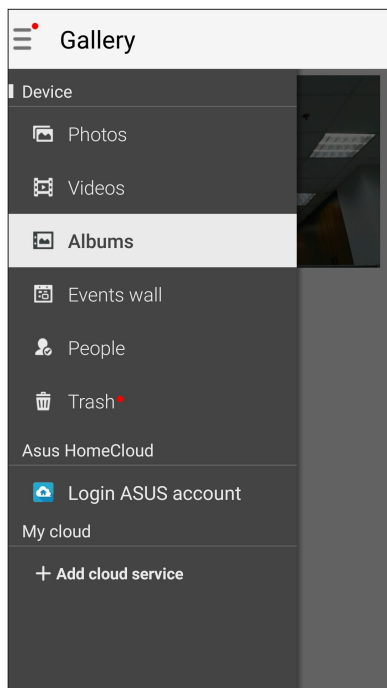 Gallery
Device
Photos
Videos
Albums
Events wall
People
Trash
Asus HomeCloud
Login ASUS account
My cloud
+ Add cloud service